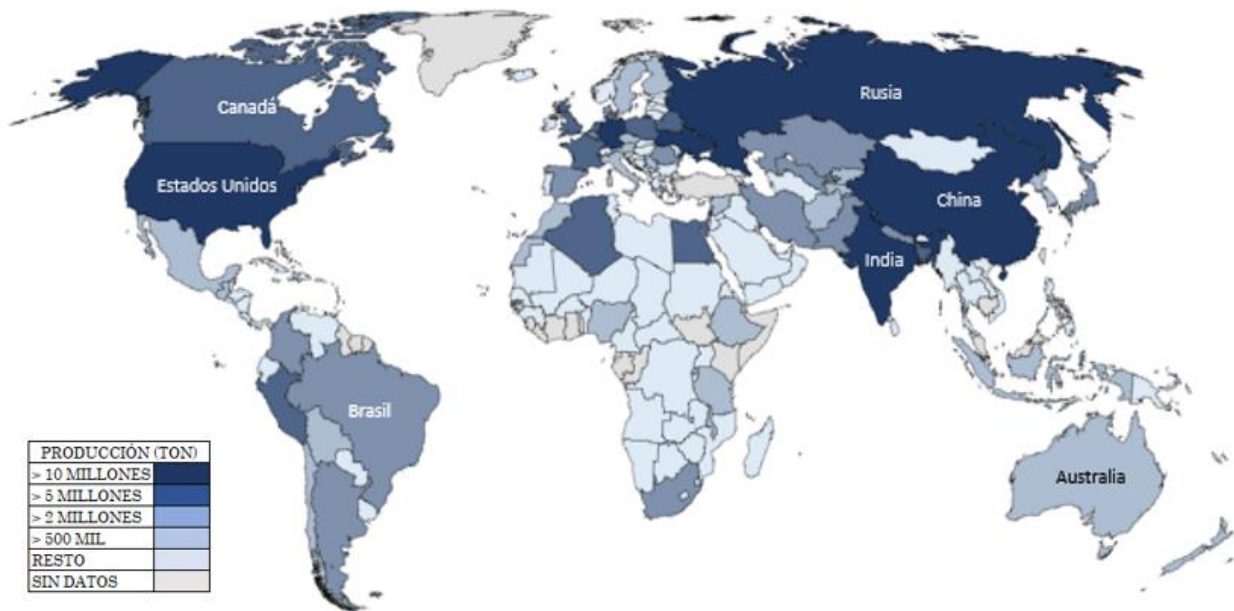 Canadá
Rusia
Estados Unidos
China
India
Brasil
Australia
PRODUCCIÓN (TON)
> 10 MILLONES
> 5 MILLONES
> 2 MILLONES
> 500 MIL
RESTO
SIN DATOS